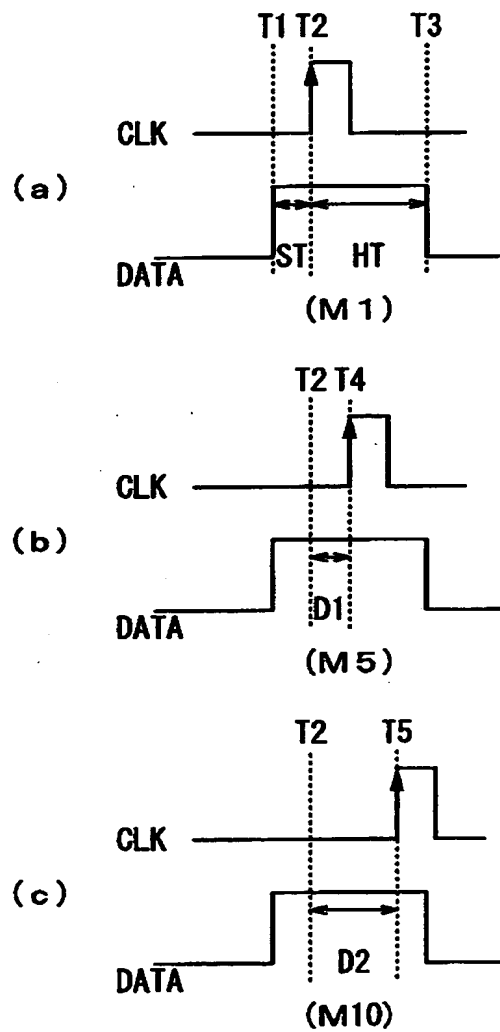 T1 T2 T3
CLK
(a)
ST HT
DATA
(M1)
T2 T4
CLK
(b)
D1
DATA
(M5)
T2 T5
CLK
(c)
D2
DATA
(M10)